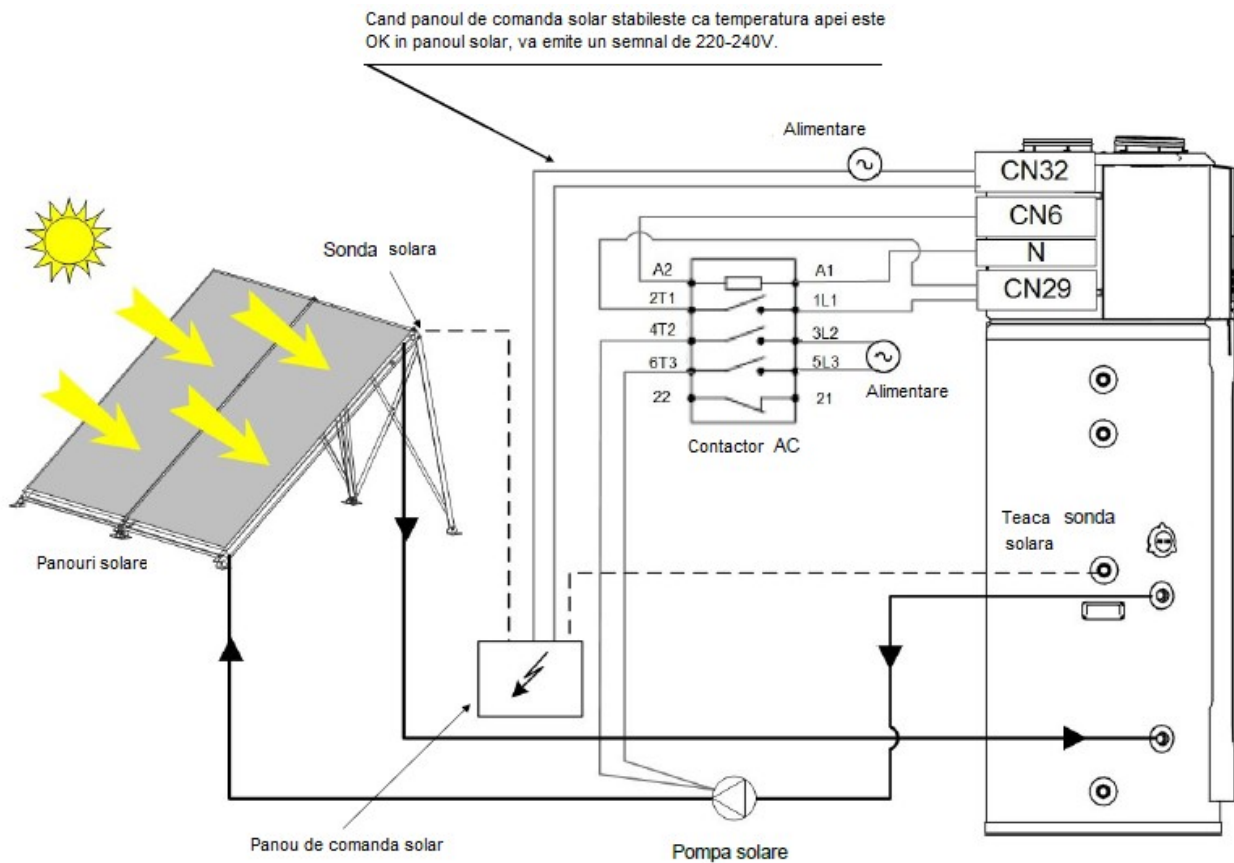 Cand panoul de comanda solar stabileste ca temperatura apei este
OK in panoul solar, va emite un semnal de 220-240V.
Alimentare
CN32
CN6
N
CN29
Sonda solara
A2
A1
2T1
1L1
4T2
3L2
6T3
5L3
22
21
Alimentare
Contactor AC
Teaca sonda
solara
Panouri solare
Panou de comanda solar
Pompa solare